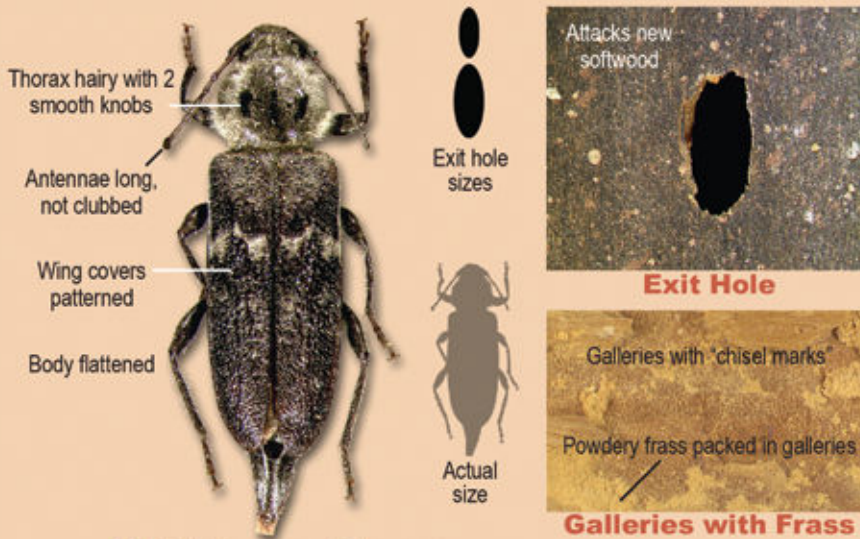 Thorax hairy with 2
smooth knobs
Antennae long,
not clubbed
Wing covers
patterned
Body flattened
Exit hole
sizes
Actual
size
Attacks new
softwood
Exit Hole
Galleries with "chisel marks"
Powdery frass packed in galleries
Galleries with Frass